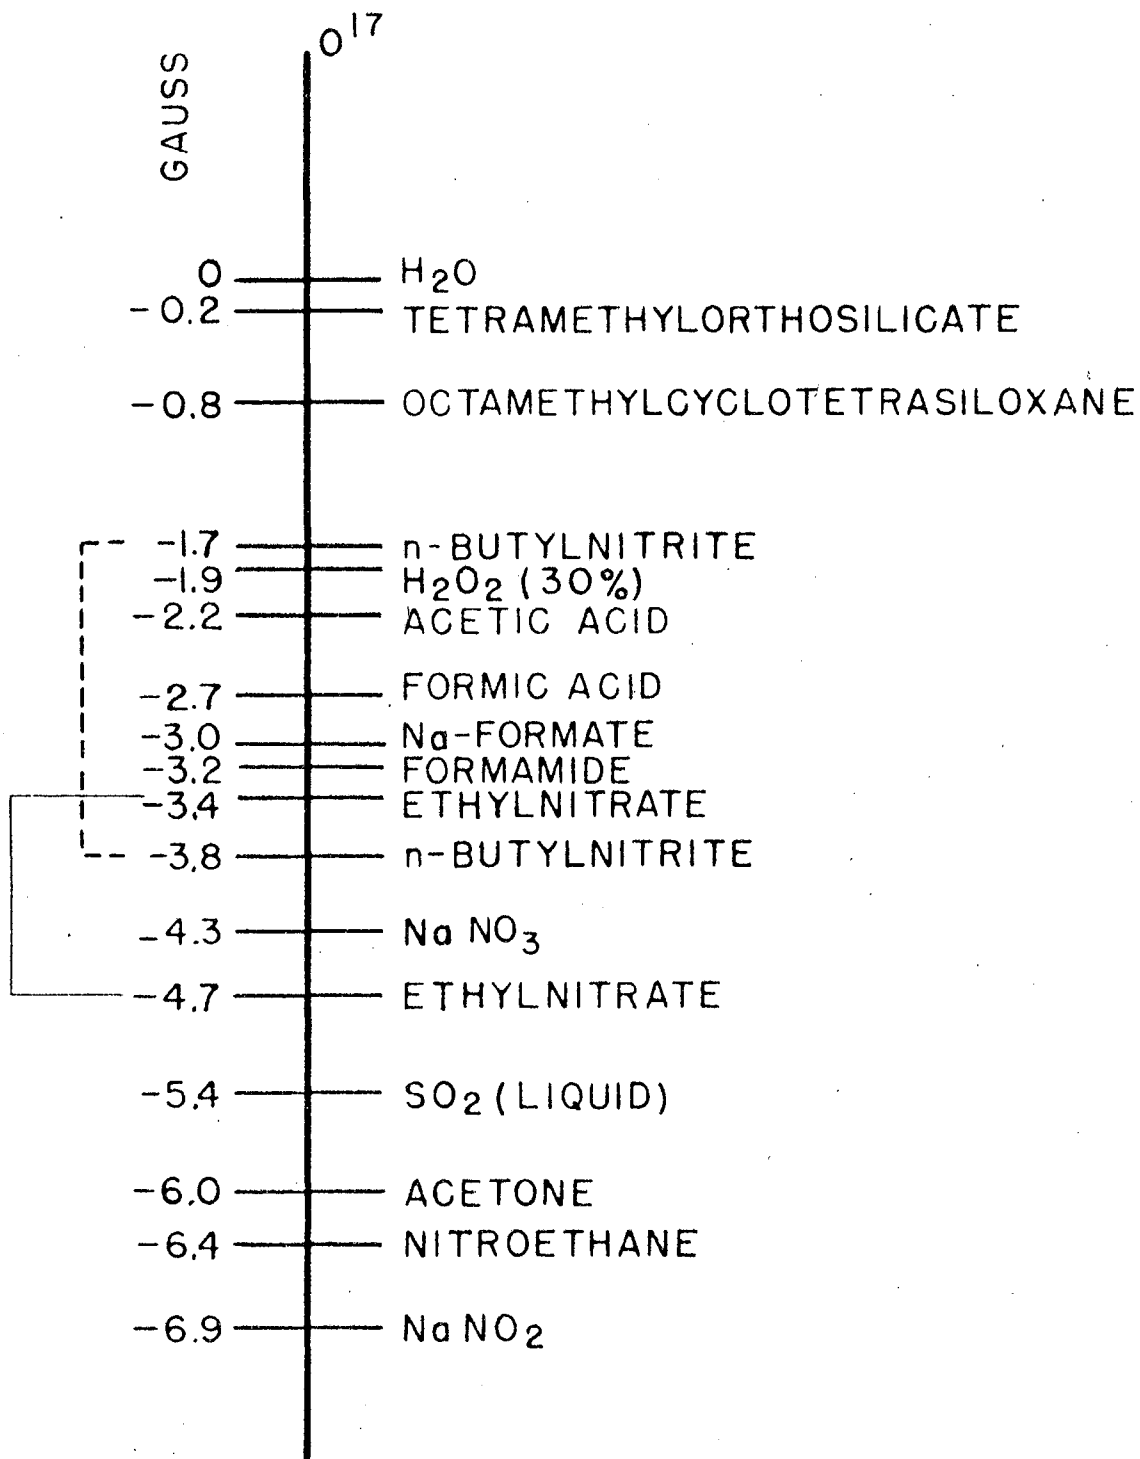 O17
GAUSS
0 H2O
-0.2 TETRAMETHYLORTHOSILICATE
-0.8 OCTAMETHYLCYCLOTETRASILOXANE
-1.7 n-BUTYLNITRITE
-1.9 H2O2 (30%)
-2.2 ACETIC ACID
-2.7 FORMIC ACID
-3.0 Na-FORMATE
-3.2 FORMAMIDE
-3.4 ETHYLNITRATE
-3.8 n-BUTYLNITRITE
-4.3 Na NO3
-4.7 ETHYLNITRATE
-5.4 SO2 (LIQUID)
-6.0 ACETONE
-6.4 NITROETHANE
-6.9 Na NO2